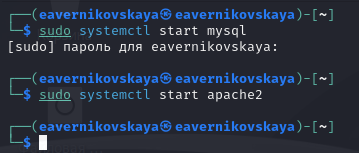 ┌──(eavernikovskaya㉿eavernikovskaya)-[~]
└─$ sudo systemctl start mysql
[sudo] пароль для eavernikovskaya:
┌──(eavernikovskaya㉿eavernikovskaya)-[~]
└─$ sudo systemctl start apache2
┌──(eavernikovskaya㉿eavernikovskaya)-[~]
└─$